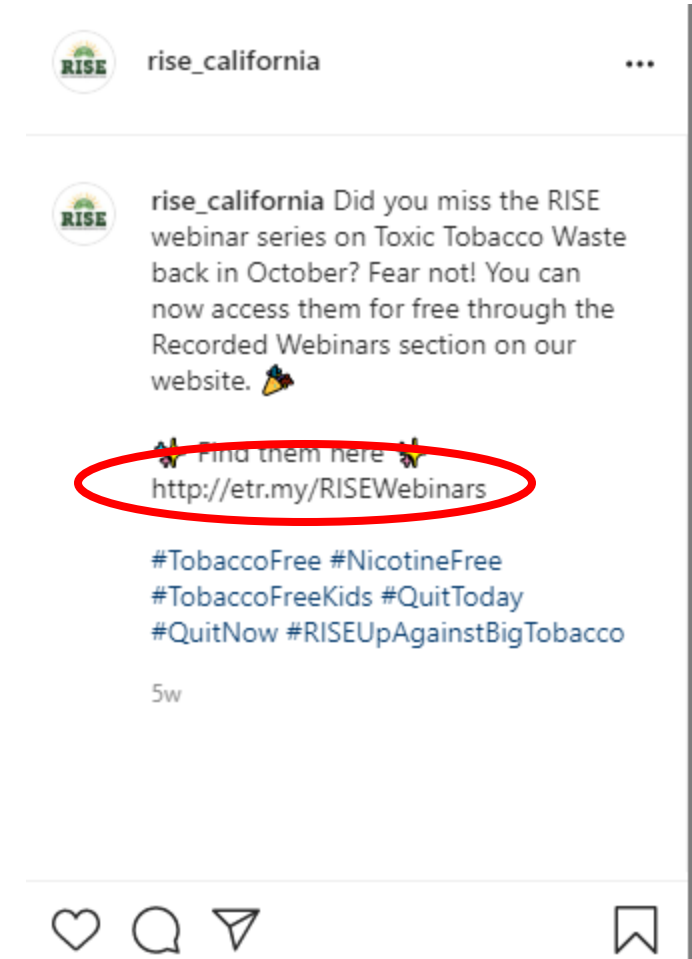 RISE
rise_california
RISE
rise_california Did you miss the RISE
webinar series on Toxic Tobacco Waste
back in October? Fear not! You can
now access them for free through the
Recorded Webinars section on our
website. 🎉
✨ Find them here ✨
http://etr.my/RISEWebinars
#TobaccoFree #NicotineFree
#TobaccoFreeKids #QuitToday
#QuitNow #RISEUpAgainstBigTobacco
5w